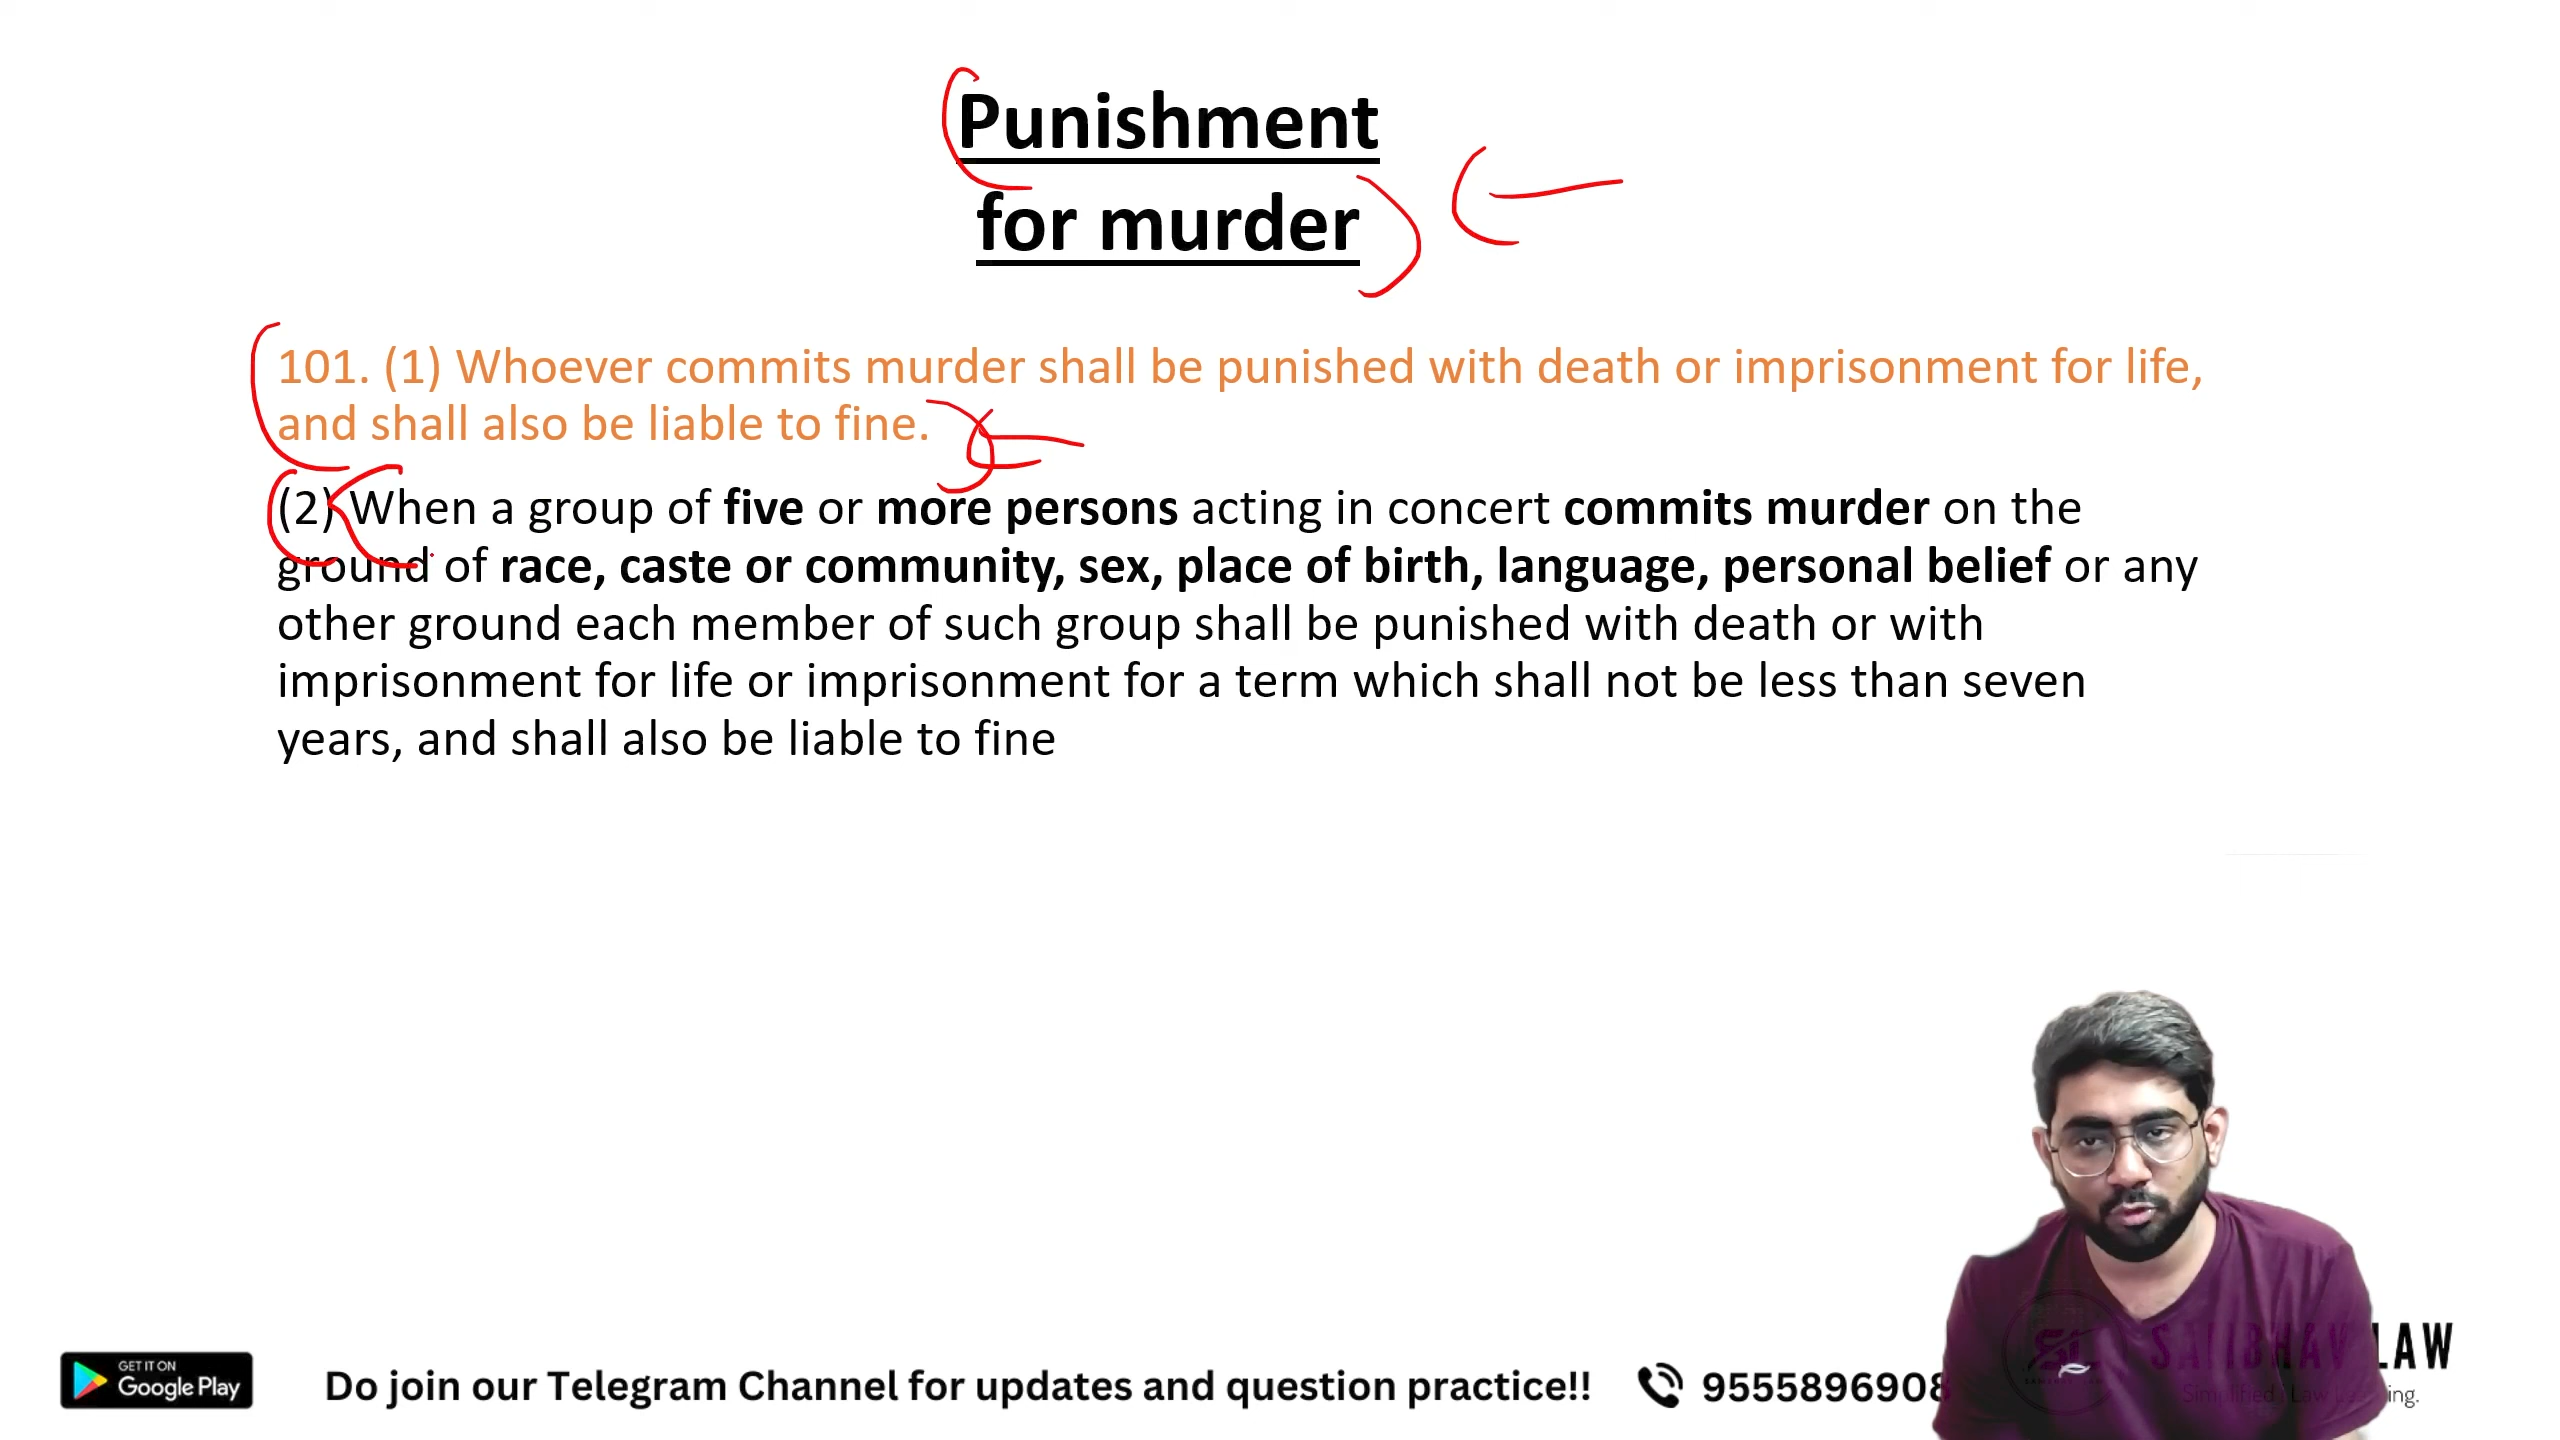 Punishment
for murder
101. (1) Whoever commits murder shall be punished with death or imprisonment for life,
and shall also be liable to fine.
(2) When a group of five or more persons acting in concert commits murder on the
ground of race, caste or community, sex, place of birth, language, personal belief or any
other ground each member of such group shall be punished with death or with
imprisonment for life or imprisonment for a term which shall not be less than seven
years, and shall also be liable to fine
GET IT ON
Google Play
Do join our Telegram Channel for updates and question practice!!
9555896908
LAW